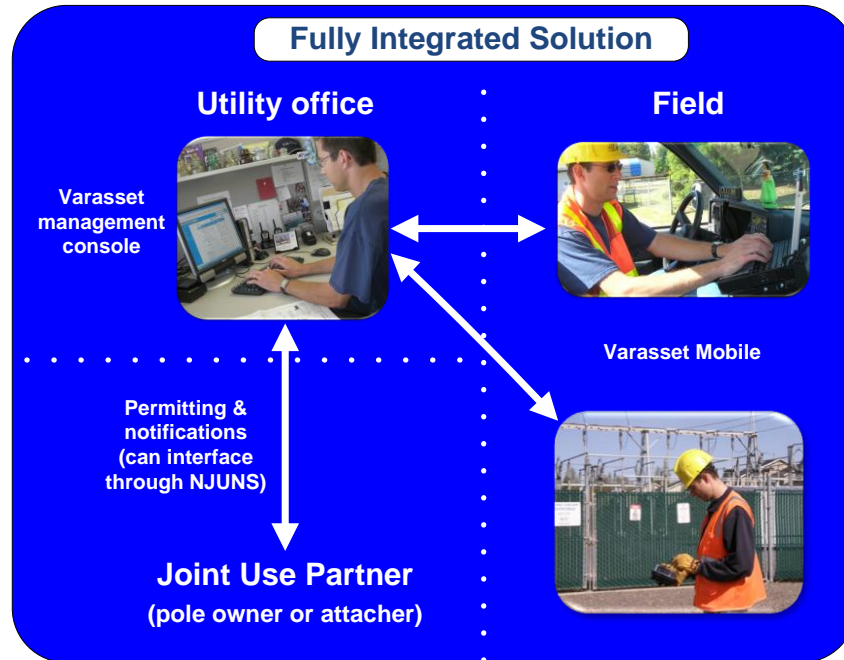 Fully Integrated Solution
Utility office
Field
Varasset
management
console
Varasset Mobile
Permitting &
notifications
(can interface
through NJUNS)
Joint Use Partner
(pole owner or attacher)